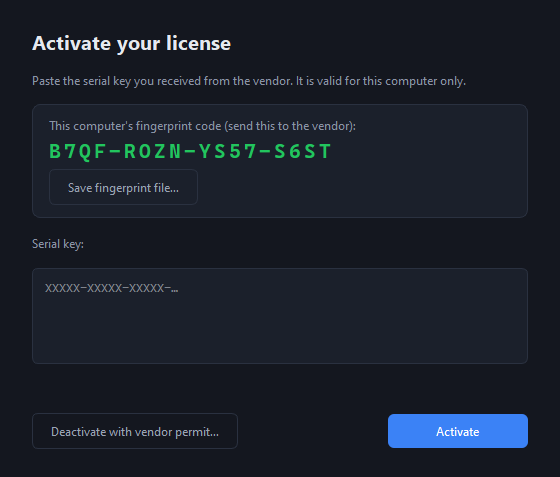 Activate your license
Paste the serial key you received from the vendor. It is valid for this computer only.
This computer's fingerprint code (send this to the vendor):
B7QF-ROZN-YS57-S6ST
Save fingerprint file...
Serial key:
XXXXX-XXXXX-XXXXX-…
Deactivate with vendor permit...
Activate